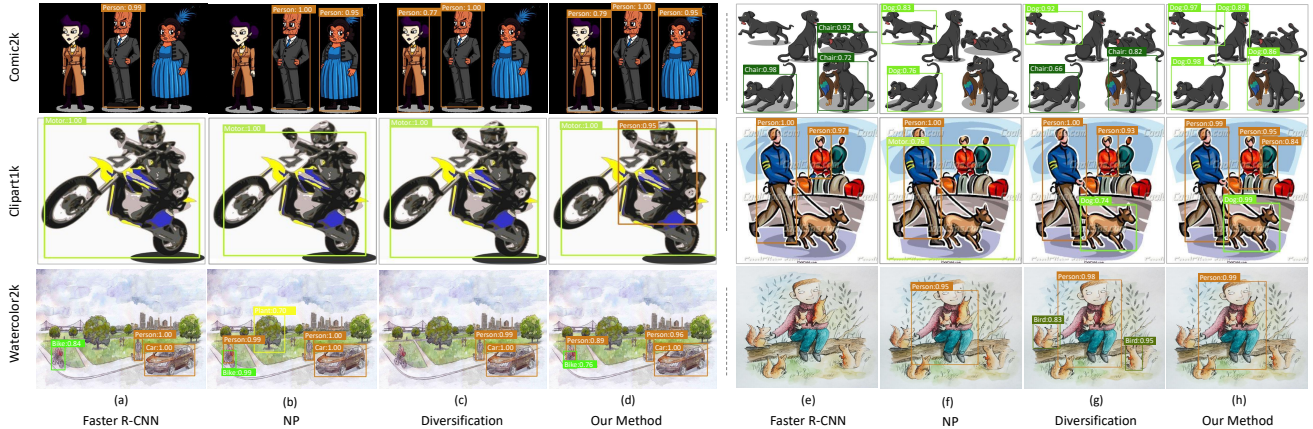 Comic2k
Person: 0.99
Person: 1.00
Person: 0.95
Person: 0.77
Person: 1.00
Person: 0.79
Person: 1.00
Person: 0.95
Chair: 0.92
Chair: 0.98
Chair: 0.72
Dog: 0.83
Dog: 0.76
Dog: 0.92
Chair: 0.82
Chair: 0.66
Dog: 0.97
Dog: 0.89
Dog: 0.86
Dog: 0.98
Clipart1k
Motor: 1.00
Motor: 1.00
Motor: 1.00
Motor: 1.00
Person: 0.95
Person: 1.00
Person: 0.97
Person: 1.00
Person: 1.00
Person: 0.93
Dog: 0.74
Person: 0.99
Person: 0.95
Person: 0.84
Dog: 0.99
Watercolor2k
Person:1.00
Bike:0.84
Car:1.00
Person:1.00
Person:0.99
Car:1.00
Bike:0.99
Person:0.99
Car:1.00
Person:0.96
Person:0.89
Car:1.00
Bike:0.76
Person:0.95
Person:0.98
Bird:0.83
Bird:0.95
Person:0.99
(a) (b) (c) (d) (e) (f) (g) (h)
Faster R-CNN NP Diversification Our Method Faster R-CNN NP Diversification Our Method